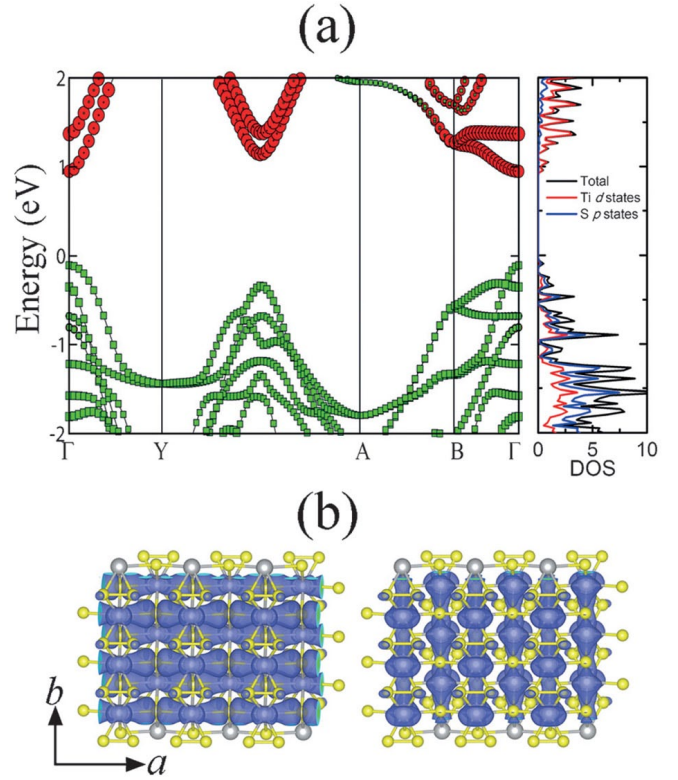 (a)
Energy (eV)
2
1
0
-1
-2
Γ Y A B Γ
Total
Ti d states
S p states
0 5 10
DOS
(b)
b
a